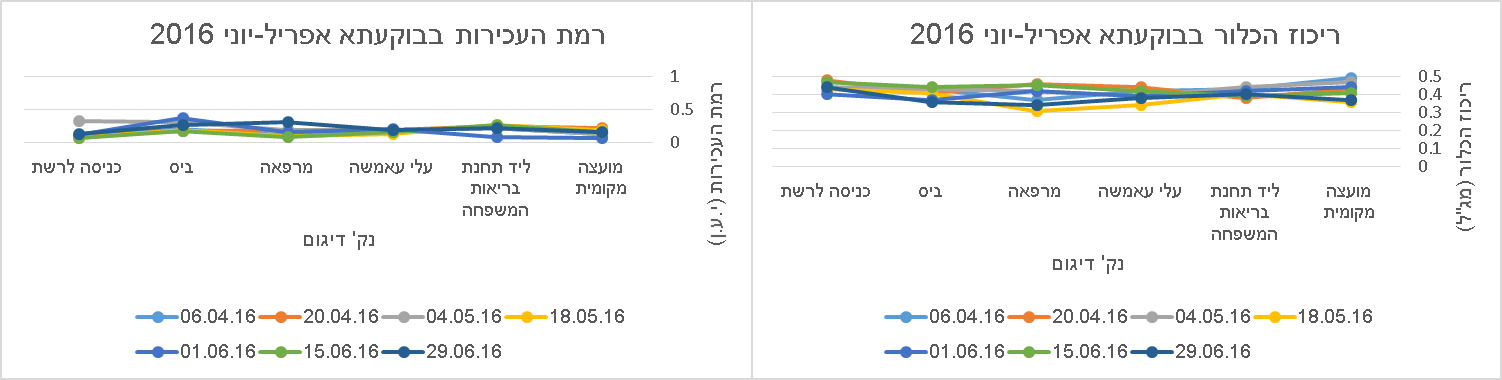 ריכוז הכלור בבוקעתא אפריל-יוני 2016
0.5
0.4
0.3
0.2
0.1
0
ריכוז הכלור (מג"ל)
מועצה מקומית
ליד תחנת בריאות המשפחה
עלי עאמשה
מרפאה
ביס
כניסה לרשת
נק' דיגום
06.04.16 20.04.16 04.05.16 18.05.16
01.06.16 15.06.16 29.06.16
רמת העכירות בבוקעתא אפריל-יוני 2016
1
0.5
0
רמת העכירות (י.ע.ן)
מועצה מקומית
ליד תחנת בריאות המשפחה
עלי עאמשה
מרפאה
ביס
כניסה לרשת
נק' דיגום
06.04.16 20.04.16 04.05.16 18.05.16
01.06.16 15.06.16 29.06.16